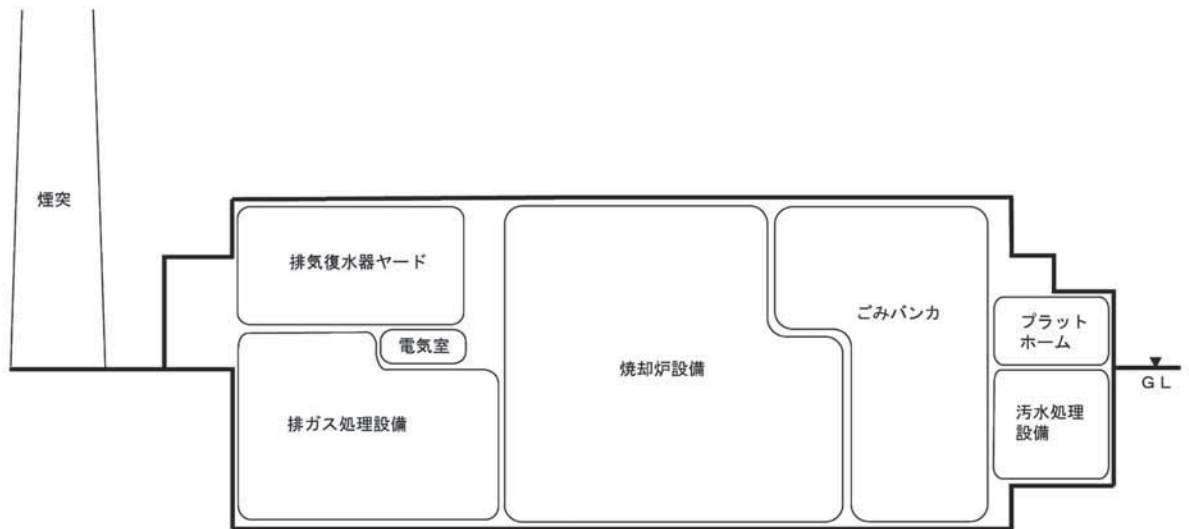 煙突
排気復水器ヤード
電気室
排ガス処理設備
焼却炉設備
ごみバンカ
プラット
ホーム
GL
汚水処理
設備